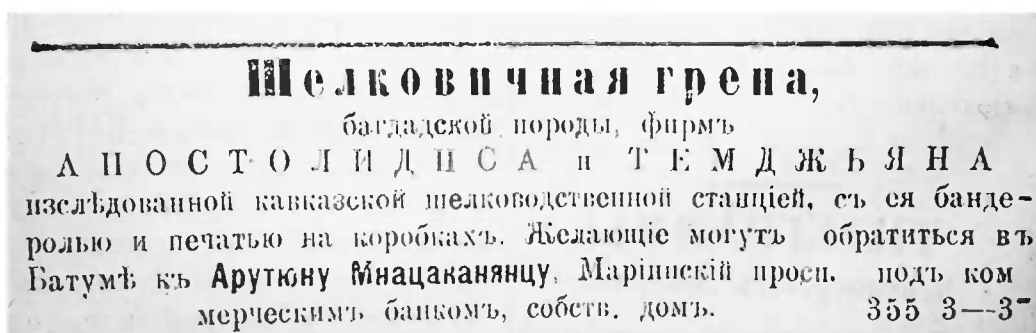 Шелковичная грена,
багдадской породы, фирмъ
АПОСТОЛИДИСА и ТЕМДЖЬЯНА
изслѣдованной кавказской шелководственной станціей, съ ея банде-
ролью и печатью на коробкахъ. Желающіе могутъ обратиться въ
Батумѣ къ Арутюну Мнацаканянцу, Маріинскій просп. подъ ком
мерческимъ банкомъ, собств. домъ. 355 3—3